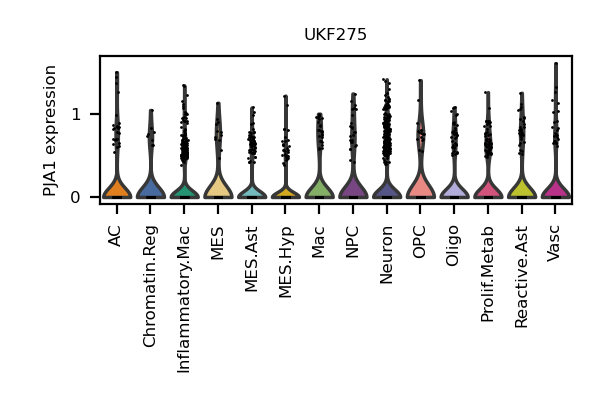 UKF275
PJA1 expression
1
0
AC
Chromatin.Reg
Inflammatory.Mac
MES
MES.Ast
MES.Hyp
Mac
NPC
Neuron
OPC
Oligo
Prolif.Metab
Reactive.Ast
Vasc